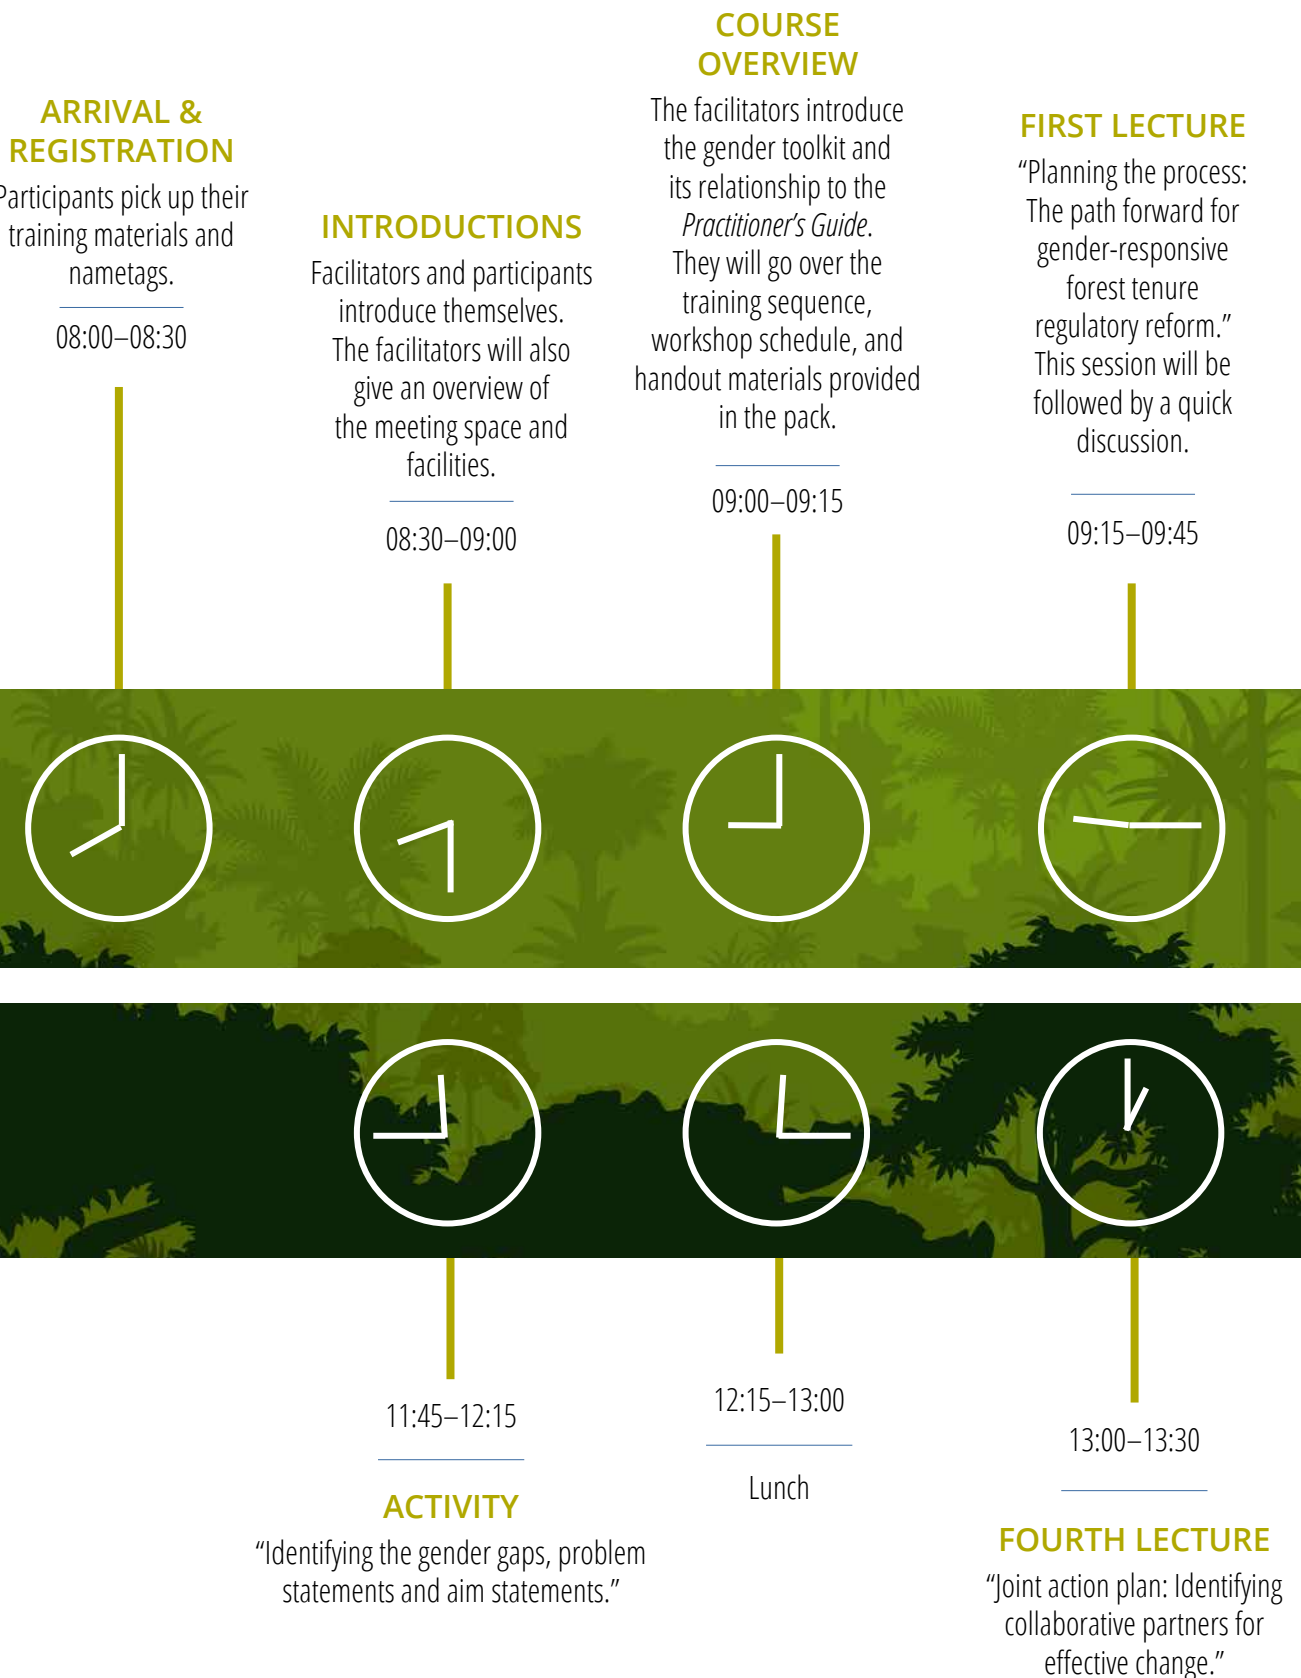 ARRIVAL &
REGISTRATION
Participants pick up their
training materials and
nametags.
08:00–08:30
INTRODUCTIONS
Facilitators and participants
introduce themselves.
The facilitators will also
give an overview of
the meeting space and
facilities.
08:30–09:00
COURSE
OVERVIEW
The facilitators introduce
the gender toolkit and
its relationship to the
Practitioner's Guide.
They will go over the
training sequence,
workshop schedule, and
handout materials provided
in the pack.
09:00–09:15
FIRST LECTURE
“Planning the process:
The path forward for
gender-responsive
forest tenure
regulatory reform.”
This session will be
followed by a quick
discussion.
09:15–09:45
11:45–12:15
ACTIVITY
“Identifying the gender gaps, problem
statements and aim statements.”
12:15–13:00
Lunch
13:00–13:30
FOURTH LECTURE
“Joint action plan: Identifying
collaborative partners for
effective change.”